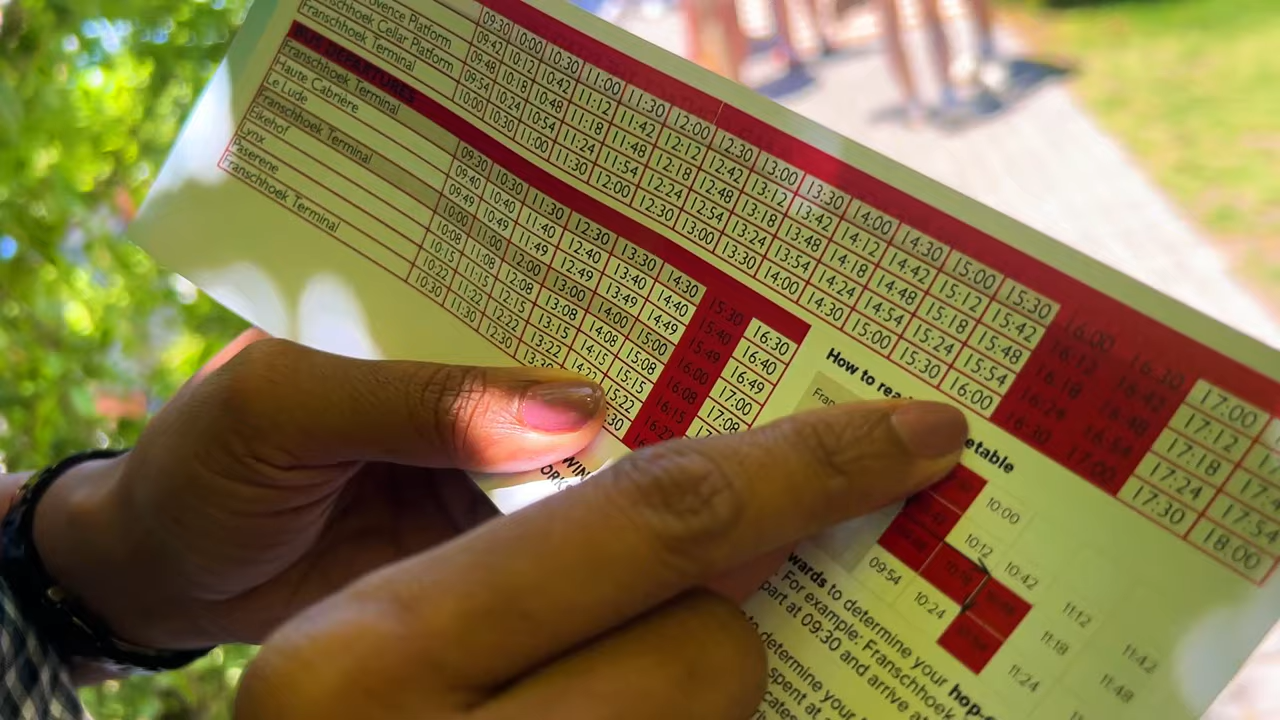 ovence Platform 09:30 10:00 10:30 11:00 11:30 12:00 12:30 13:00 13:30 14:00 14:30 15:00 15:30 16:00 16:30 17:00
Franschhoek Cellar Platform 09:42 10:12 10:42 11:12 11:42 12:12 12:42 13:12 13:42 14:12 14:42 15:12 15:42 16:12 16:42 17:12
Franschhoek Terminal 09:48 10:18 10:48 11:18 11:48 12:18 12:48 13:18 13:48 14:18 14:48 15:18 15:48 16:18 16:48 17:18
09:54 10:24 10:54 11:24 11:54 12:24 12:54 13:24 13:54 14:24 14:54 15:24 15:54 16:24 16:54 17:24 17:54
10:00 10:30 11:00 11:30 12:00 12:30 13:00 13:30 14:00 14:30 15:00 15:30 16:00 16:30 17:00 17:30 18:00
BUS DEPARTURES
Franschhoek Terminal 09:30 10:30 11:30 12:30 13:30 14:30 15:30 16:30
Haute Cabrière 09:40 10:40 11:40 12:40 13:40 14:40 15:40 16:40
Le Lude 09:49 10:49 11:49 12:49 13:49 14:49 15:49 16:49
Franschhoek Terminal 10:00 11:00 12:00 13:00 14:00 15:00 16:00 17:00
Eikehof 10:08 11:08 12:08 13:08 14:08 15:08 16:08 17:08
Lynx 10:15 11:15 12:15 13:15 14:15 15:15 16:15
Paserene 10:22 11:22 12:22 14:22 15:22
Franschhoek Terminal 10:30 11:30 12:30
How to rea etable
Fran
10:00
10:12 10:42 11:12 11:42
09:54 10:24 11:18 11:48
11:24
WIN
ORIG
wards to determine your hop-
. For example: Franschhoek
part at 09:30 and arrive at
determine your
spent at